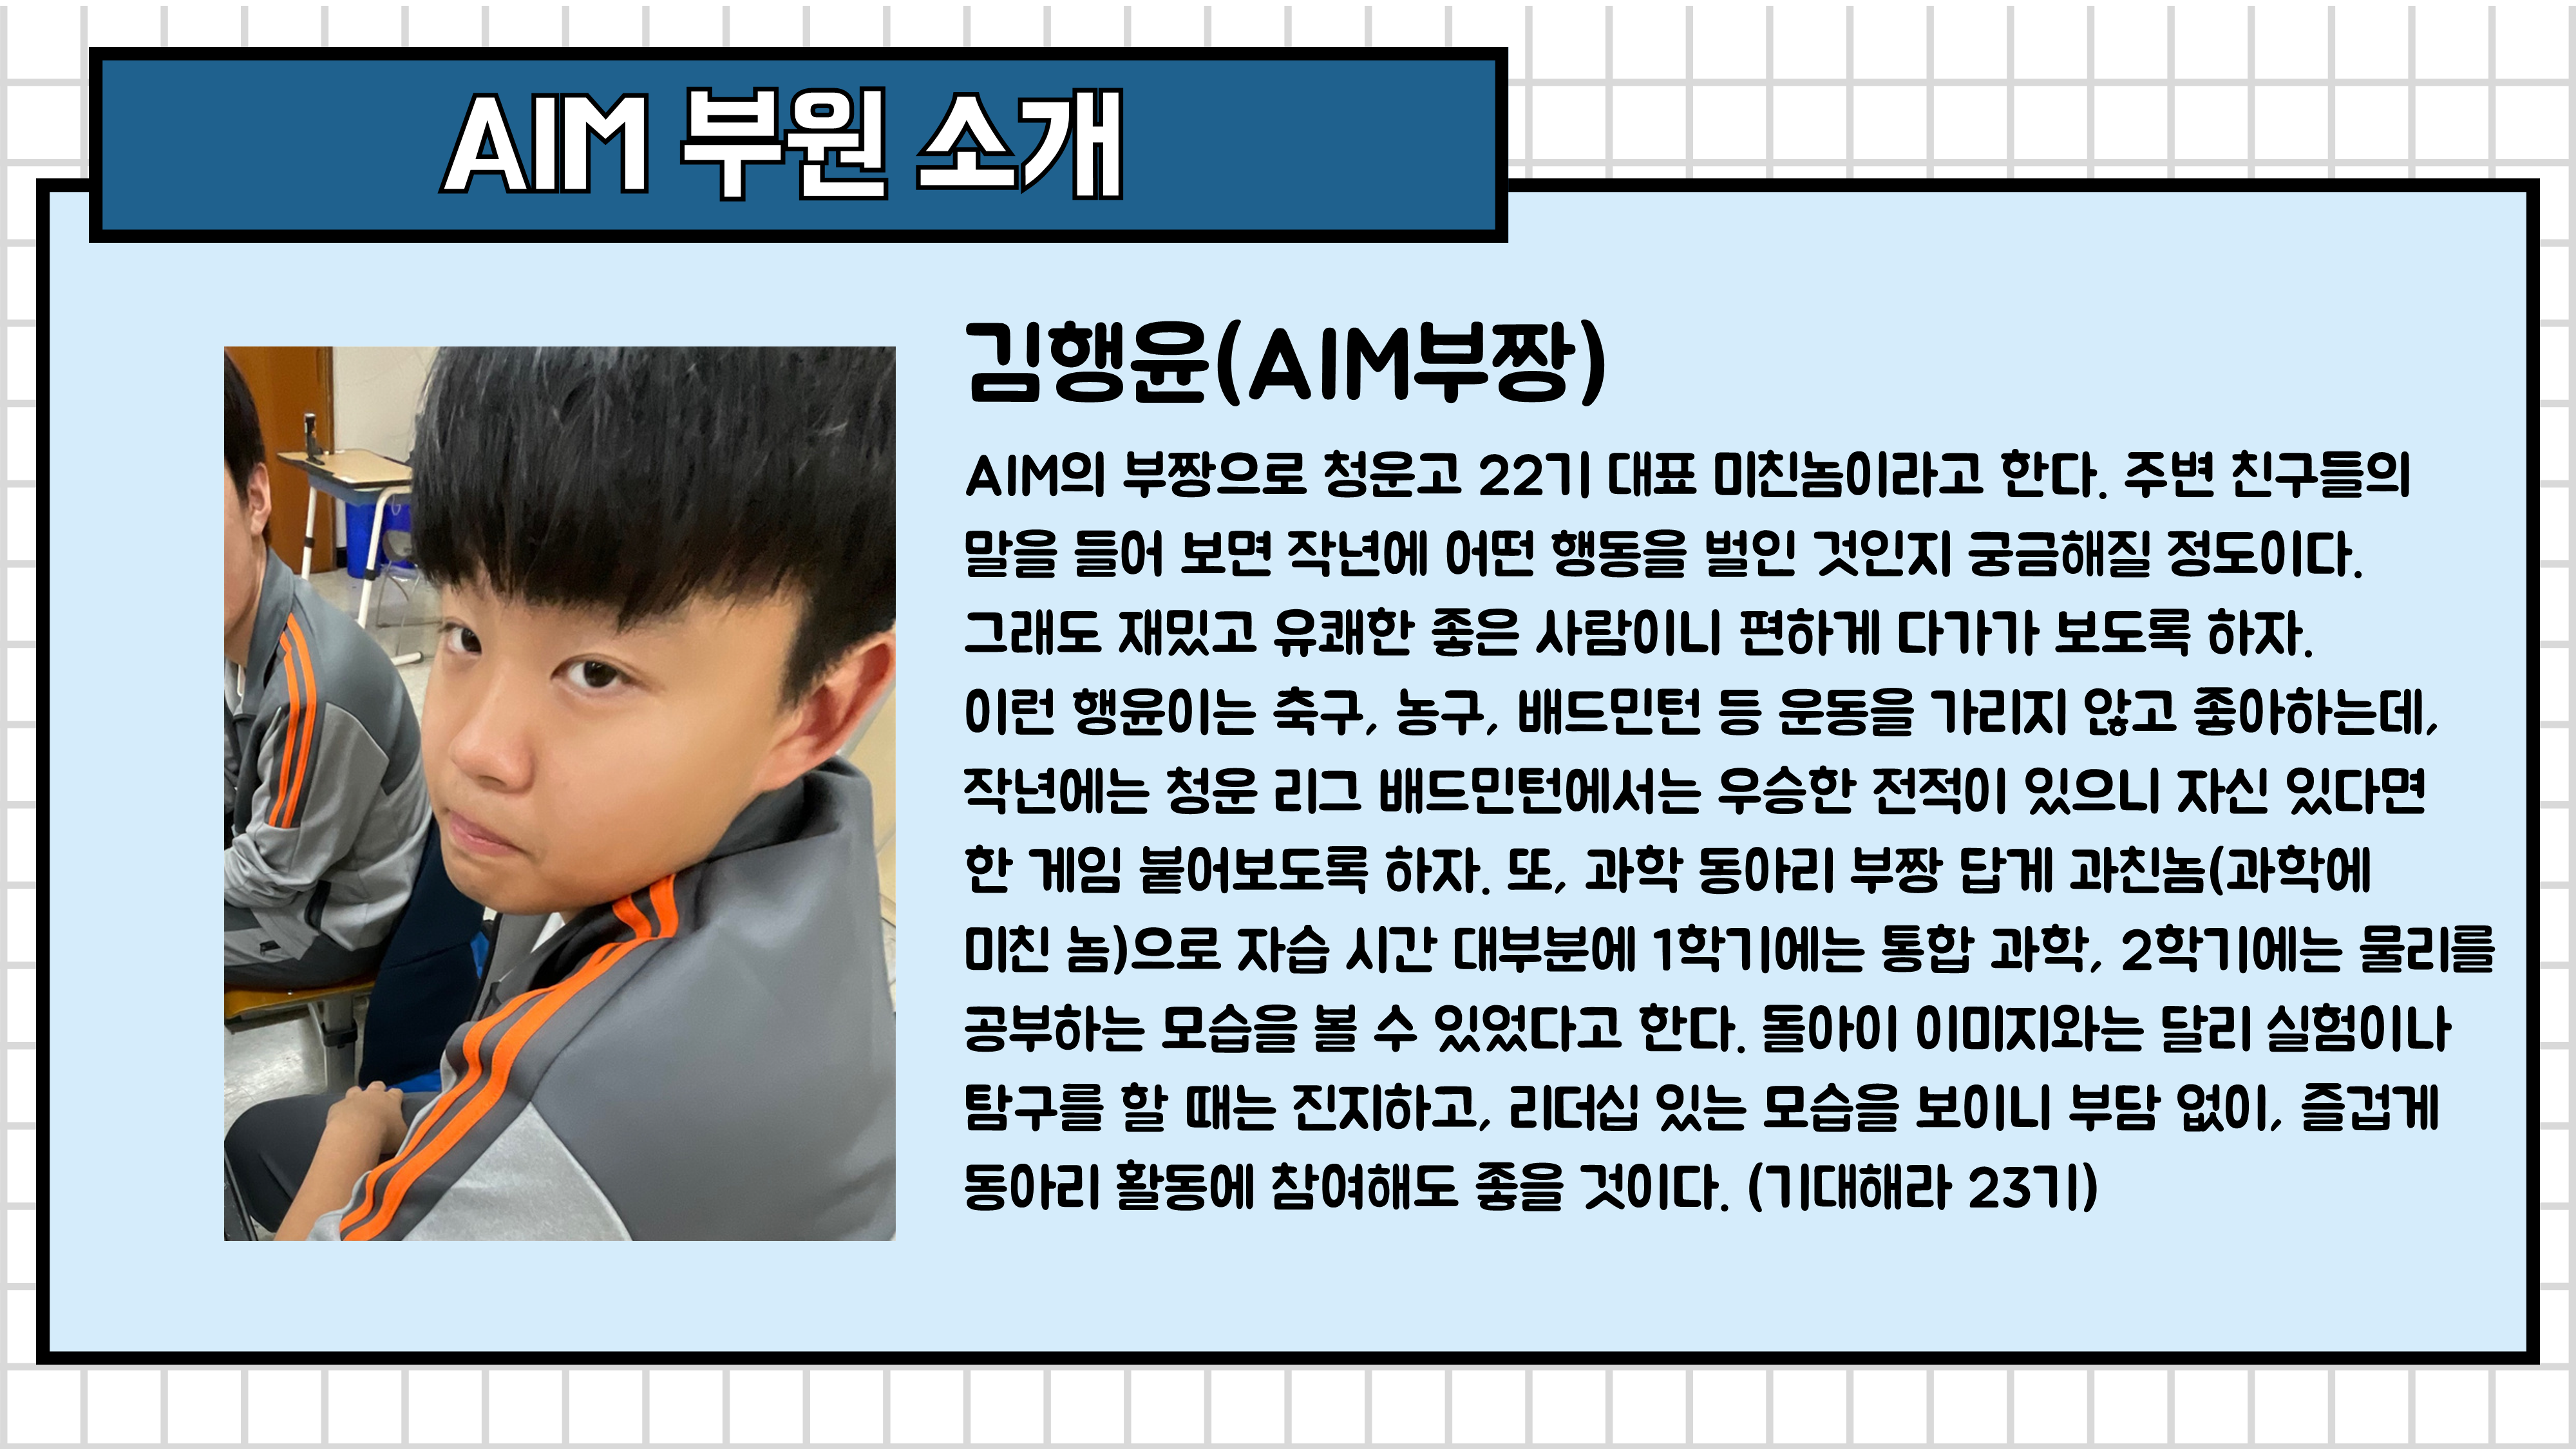 AIM 부원 소개
김행윤(AIM부짱)
AIM의 부짱으로 청운고 22기 대표 미친놈이라고 한다. 주변 친구들의
말을 들어 보면 작년에 어떤 행동을 벌인 것인지 궁금해질 정도이다.
그래도 재밌고 유쾌한 좋은 사람이니 편하게 다가가 보도록 하자.
이런 행윤이는 축구, 농구, 배드민턴 등 운동을 가리지 않고 좋아하는데,
작년에는 청운 리그 배드민턴에서는 우승한 전적이 있으니 자신 있다면
한 게임 붙어보도록 하자. 또, 과학 동아리 부짱 답게 과친놈(과학에
미친 놈)으로 자습 시간 대부분에 1학기에는 통합 과학, 2학기에는 물리를
공부하는 모습을 볼 수 있었다고 한다. 돌아이 이미지와는 달리 실험이나
탐구를 할 때는 진지하고, 리더십 있는 모습을 보이니 부담 없이, 즐겁게
동아리 활동에 참여해도 좋을 것이다. (기대해라 23기)